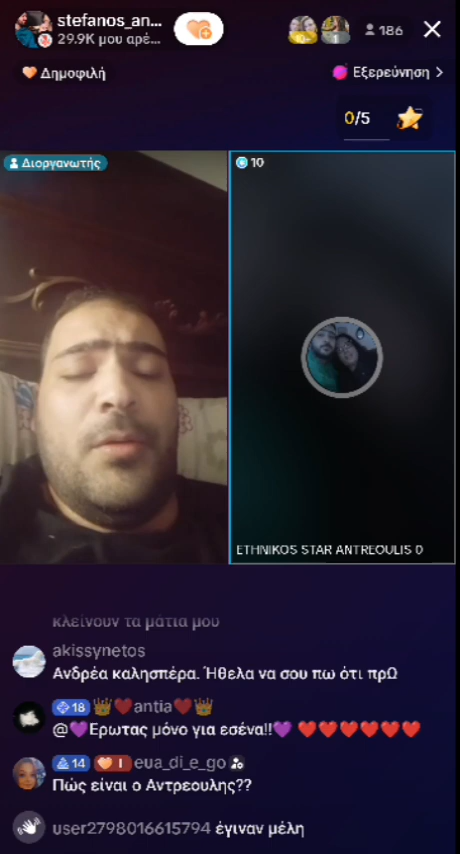 stefanos_an...
29.9K μου αρέ...
186
Δημοφιλή
Εξερεύνηση >
0/5
Διοργανωτής
10
ETHNIKOS STAR ANTREOULIS 0
κλείνουν τα μάτια μου
akissynetos
Ανδρέα καλησπέρα. Ήθελα να σου πω ότι πρΩ
18 👑❤️antia❤️👑
@💜Ερωτας μόνο για εσένα!!💜 ❤️❤️❤️❤️❤️❤️
14 I eua_di_e_go
Πώς είναι ο Αντρεουλης??
user2798016615794 έγιναν μέλη